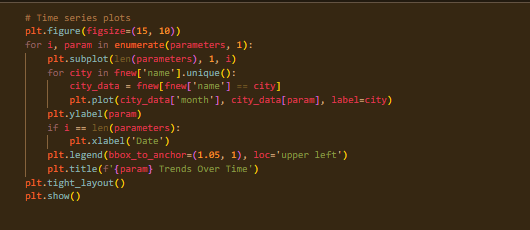 # Time series plots
plt.figure(figsize=(15, 10))
for i, param in enumerate(parameters, 1):
    plt.subplot(len(parameters), 1, i)
    for city in fnew['name'].unique():
        city_data = fnew[fnew['name'] == city]
        plt.plot(city_data['month'], city_data[param], label=city)
    plt.ylabel(param)
    if i == len(parameters):
        plt.xlabel('Date')
    plt.legend(bbox_to_anchor=(1.05, 1), loc='upper left')
    plt.title(f'{param} Trends Over Time')
plt.tight_layout()
plt.show()